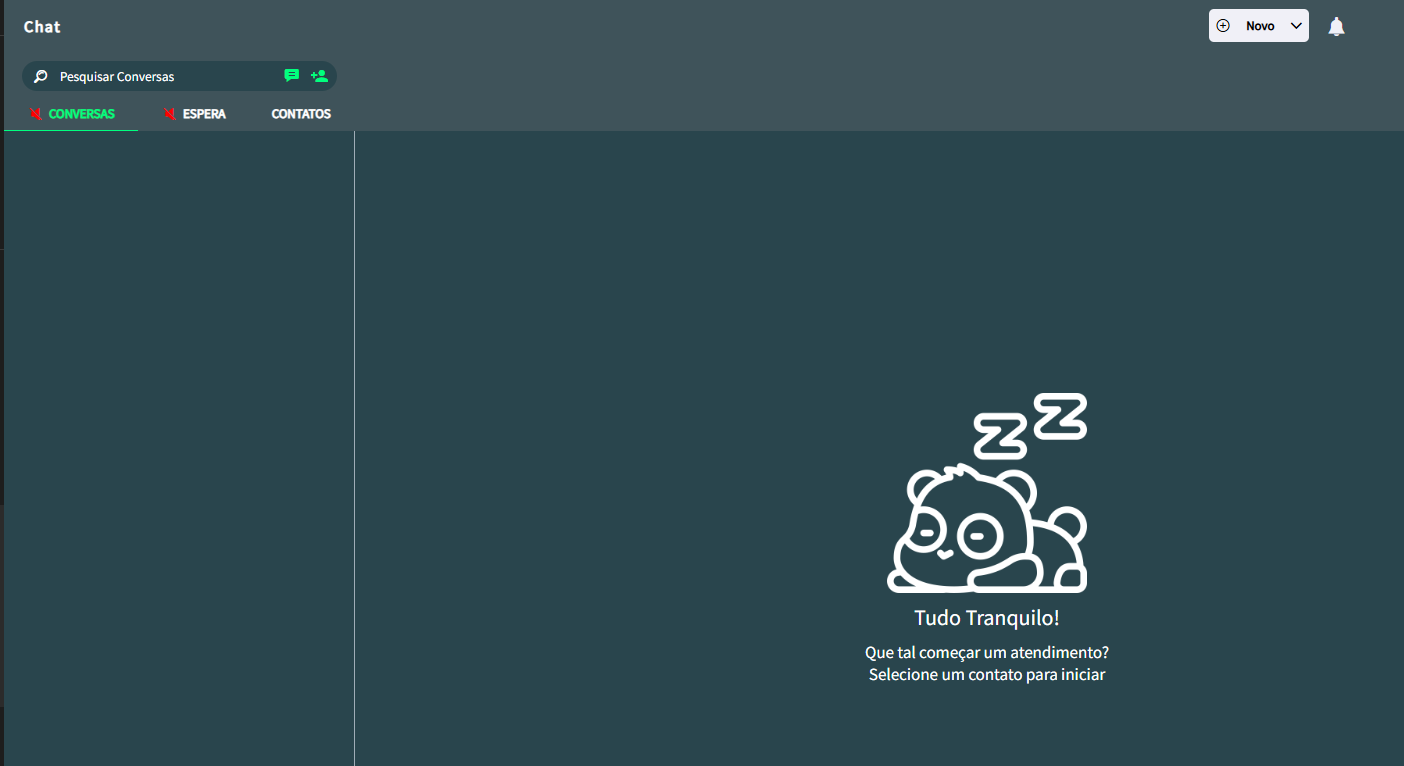 Chat
Novo
Pesquisar Conversas
CONVERSAS
ESPERA
CONTATOS
Tudo Tranquilo!
Que tal começar um atendimento?
Selecione um contato para iniciar